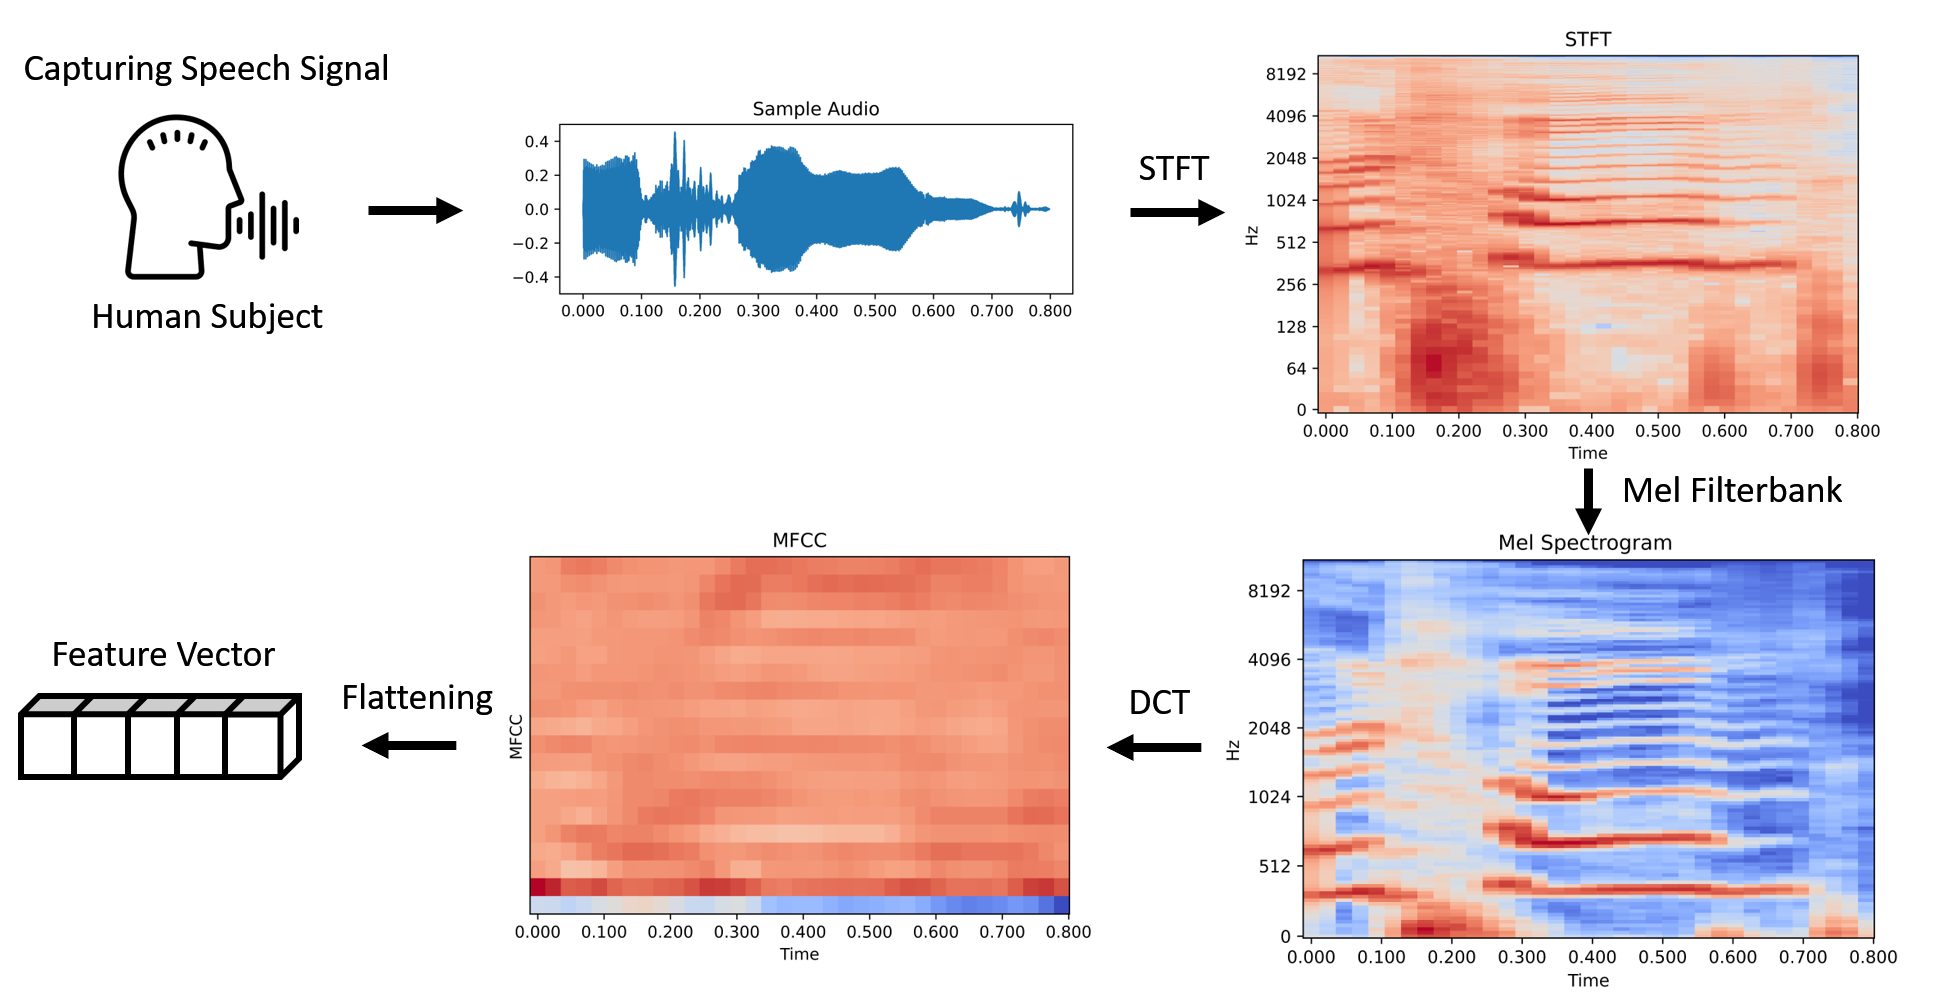 Capturing Speech Signal
Human Subject
Sample Audio
0.4
0.2
0.0
−0.2
−0.4
0.000 0.100 0.200 0.300 0.400 0.500 0.600 0.700 0.800
STFT
STFT
8192
4096
2048
1024
512
256
128
64
0
Hz
0.000 0.100 0.200 0.300 0.400 0.500 0.600 0.700 0.800
Time
Mel Filterbank
Mel Spectrogram
8192
4096
2048
1024
512
0
Hz
0.000 0.100 0.200 0.300 0.400 0.500 0.600 0.700 0.800
Time
DCT
MFCC
MFCC
0.000 0.100 0.200 0.300 0.400 0.500 0.600 0.700 0.800
Time
Flattening
Feature Vector